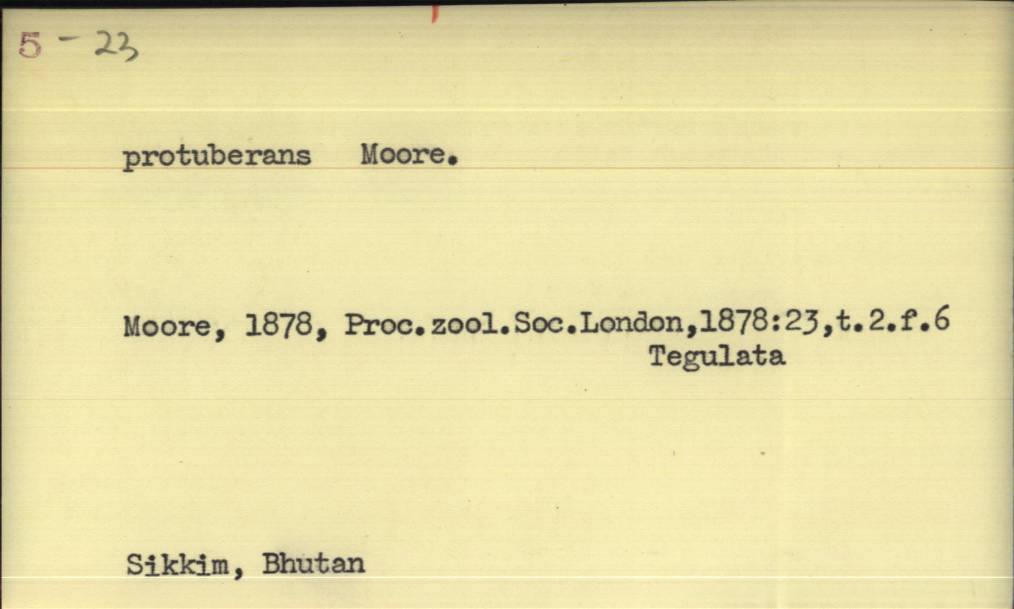 5 - 23
protuberans Moore.
Moore, 1878, Proc.zool.Soc.London,1878:23,t.2.f.6
Tegulata
Sikkim, Bhutan